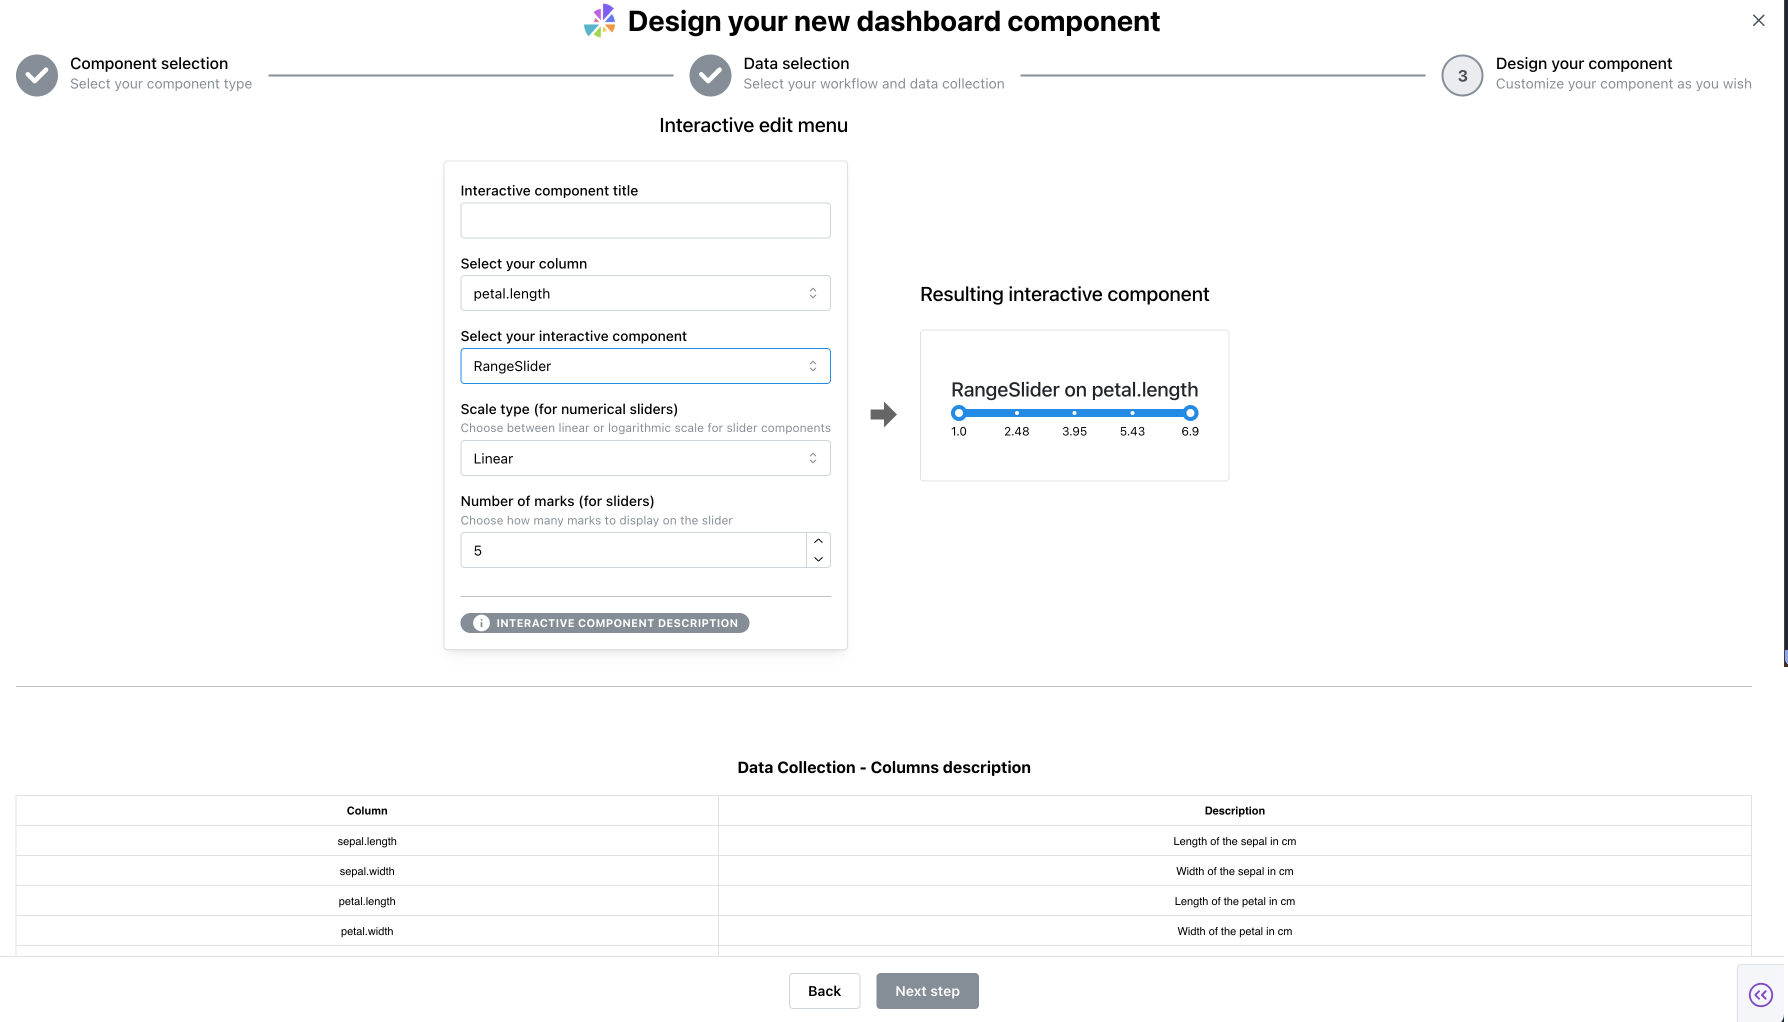 Design your new dashboard component
Component selection
Select your component type
Data selection
Select your workflow and data collection
3
Design your component
Customize your component as you wish
Interactive edit menu
Interactive component title
Select your column
petal.length
Select your interactive component
RangeSlider
Scale type (for numerical sliders)
Choose between linear or logarithmic scale for slider components
Linear
Number of marks (for sliders)
Choose how many marks to display on the slider
5
INTERACTIVE COMPONENT DESCRIPTION
Resulting interactive component
RangeSlider on petal.length
1.0 2.48 3.95 5.43 6.9
Data Collection - Columns description
Column Description
sepal.length Length of the sepal in cm
sepal.width Width of the sepal in cm
petal.length Length of the petal in cm
petal.width Width of the petal in cm
Back Next step